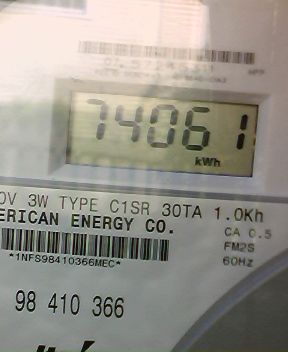 74061
kWh
0V 3W TYPE C1SR 30TA 1.0Kh
ERICAN ENERGY CO.
CA 0.5
FM2S
60Hz
*1NFS98410366MEC*
98 410 366